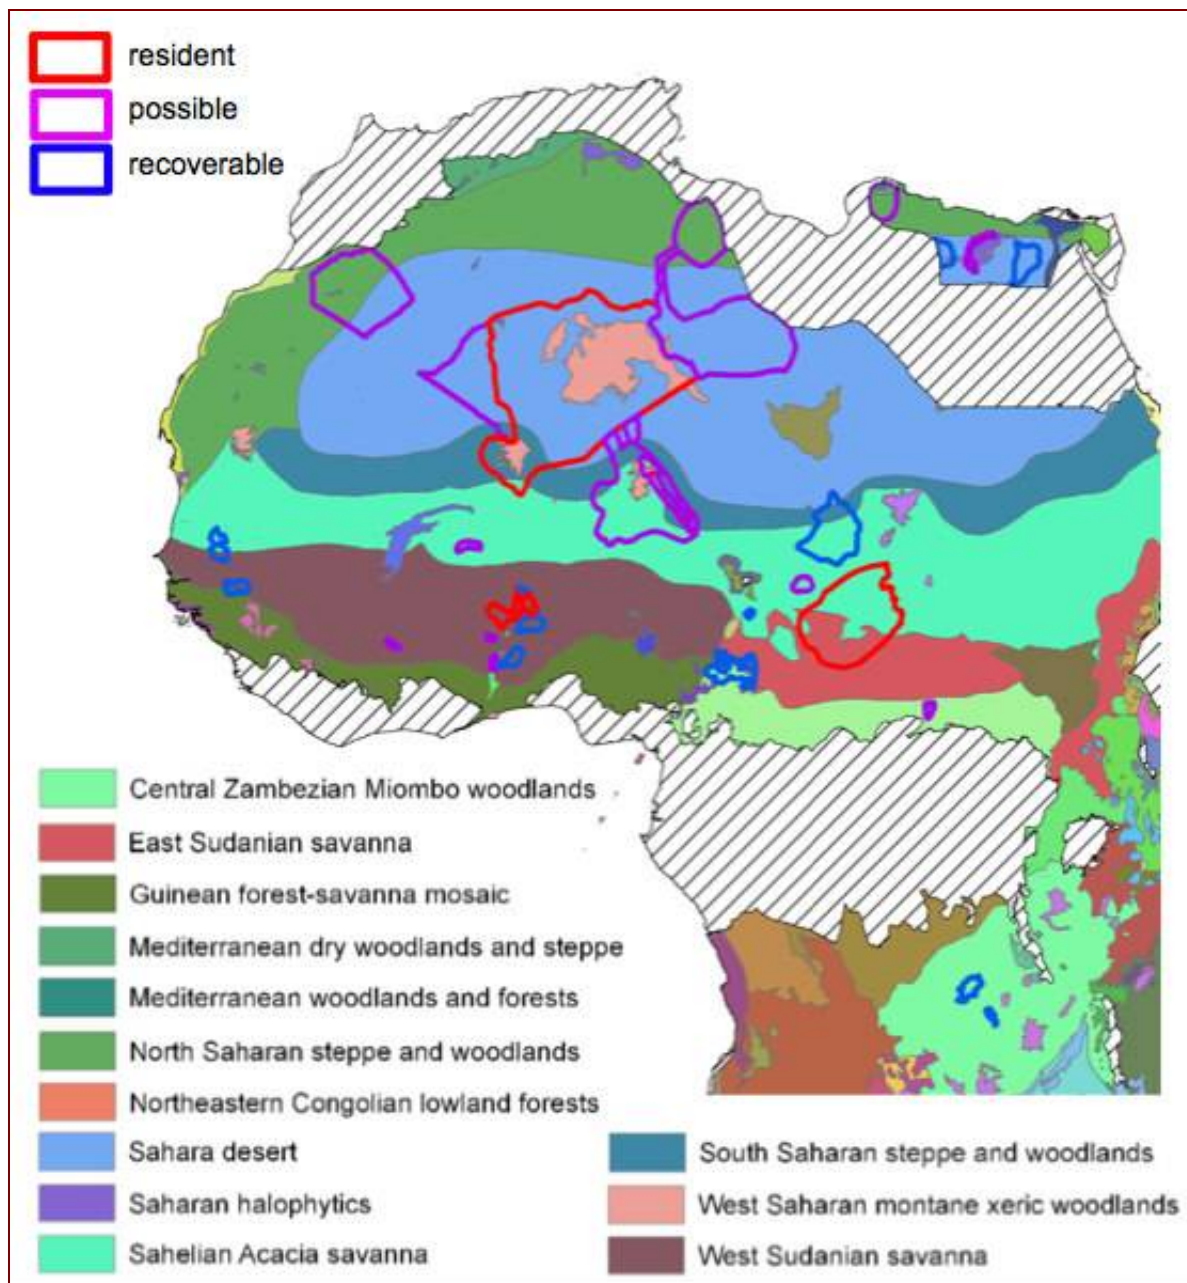 resident
possible
recoverable
Central Zambezian Miombo woodlands
East Sudanian savanna
Guinean forest-savanna mosaic
Mediterranean dry woodlands and steppe
Mediterranean woodlands and forests
North Saharan steppe and woodlands
Northeastern Congolian lowland forests
Sahara desert
Saharan halophytics
Sahelian Acacia savanna
South Saharan steppe and woodlands
West Saharan montane xeric woodlands
West Sudanian savanna